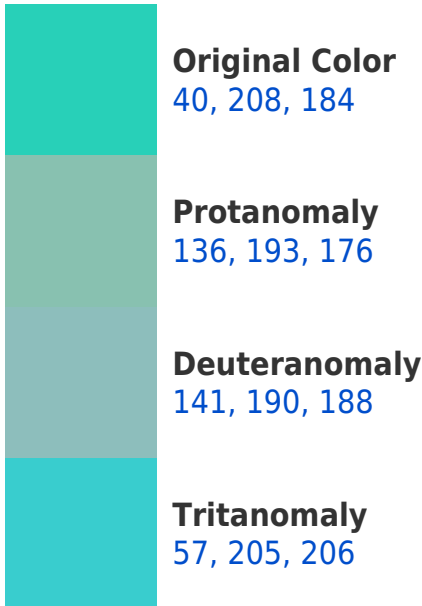 Original Color
40, 208, 184
Protanomaly
136, 193, 176
Deuteranomaly
141, 190, 188
Tritanomaly
57, 205, 206